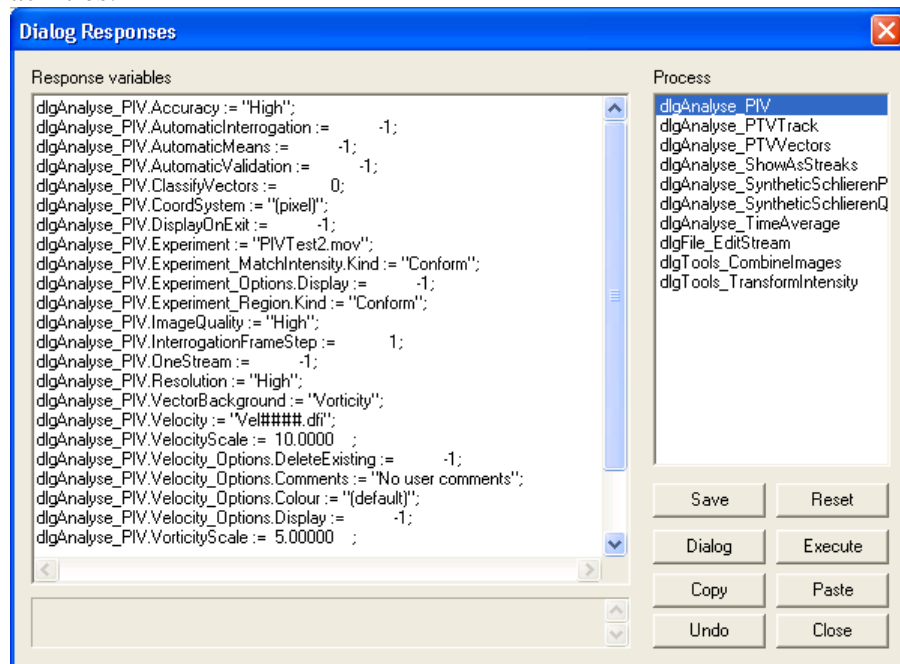 Dialog Responses
Response variables
dlgAnalyse_PIV.Accuracy := "High";
dlgAnalyse_PIV.AutomaticInterrogation := -1;
dlgAnalyse_PIV.AutomaticMeans := -1;
dlgAnalyse_PIV.AutomaticValidation := -1;
dlgAnalyse_PIV.ClassifyVectors := 0;
dlgAnalyse_PIV.CoordSystem := "(pixel)";
dlgAnalyse_PIV.DisplayOnExit := -1;
dlgAnalyse_PIV.Experiment := "PIVTest2.mov";
dlgAnalyse_PIV.Experiment_MatchIntensity.Kind := "Conform";
dlgAnalyse_PIV.Experiment_Options.Display := -1;
dlgAnalyse_PIV.Experiment_Region.Kind := "Conform";
dlgAnalyse_PIV.ImageQuality := "High";
dlgAnalyse_PIV.InterrogationFrameStep := 1;
dlgAnalyse_PIV.OneStream := -1;
dlgAnalyse_PIV.Resolution := "High";
dlgAnalyse_PIV.VectorBackground := "Vorticity";
dlgAnalyse_PIV.Velocity := "Vel####.dfi";
dlgAnalyse_PIV.VelocityScale := 10.0000 ;
dlgAnalyse_PIV.Velocity_Options.DeleteExisting := -1;
dlgAnalyse_PIV.Velocity_Options.Comments := "No user comments";
dlgAnalyse_PIV.Velocity_Options.Colour := "(default)";
dlgAnalyse_PIV.Velocity_Options.Display := -1;
dlgAnalyse_PIV.VorticityScale := 5.00000 ;
Process
dlgAnalyse_PIV
dlgAnalyse_PTVTrack
dlgAnalyse_PTVVectors
dlgAnalyse_ShowAsStreaks
dlgAnalyse_SyntheticSchlierenP
dlgAnalyse_SyntheticSchlierenQ
dlgAnalyse_TimeAverage
dlgFile_EditStream
dlgTools_CombineImages
dlgTools_TransformIntensity
Save Reset
Dialog Execute
Copy Paste
Undo Close